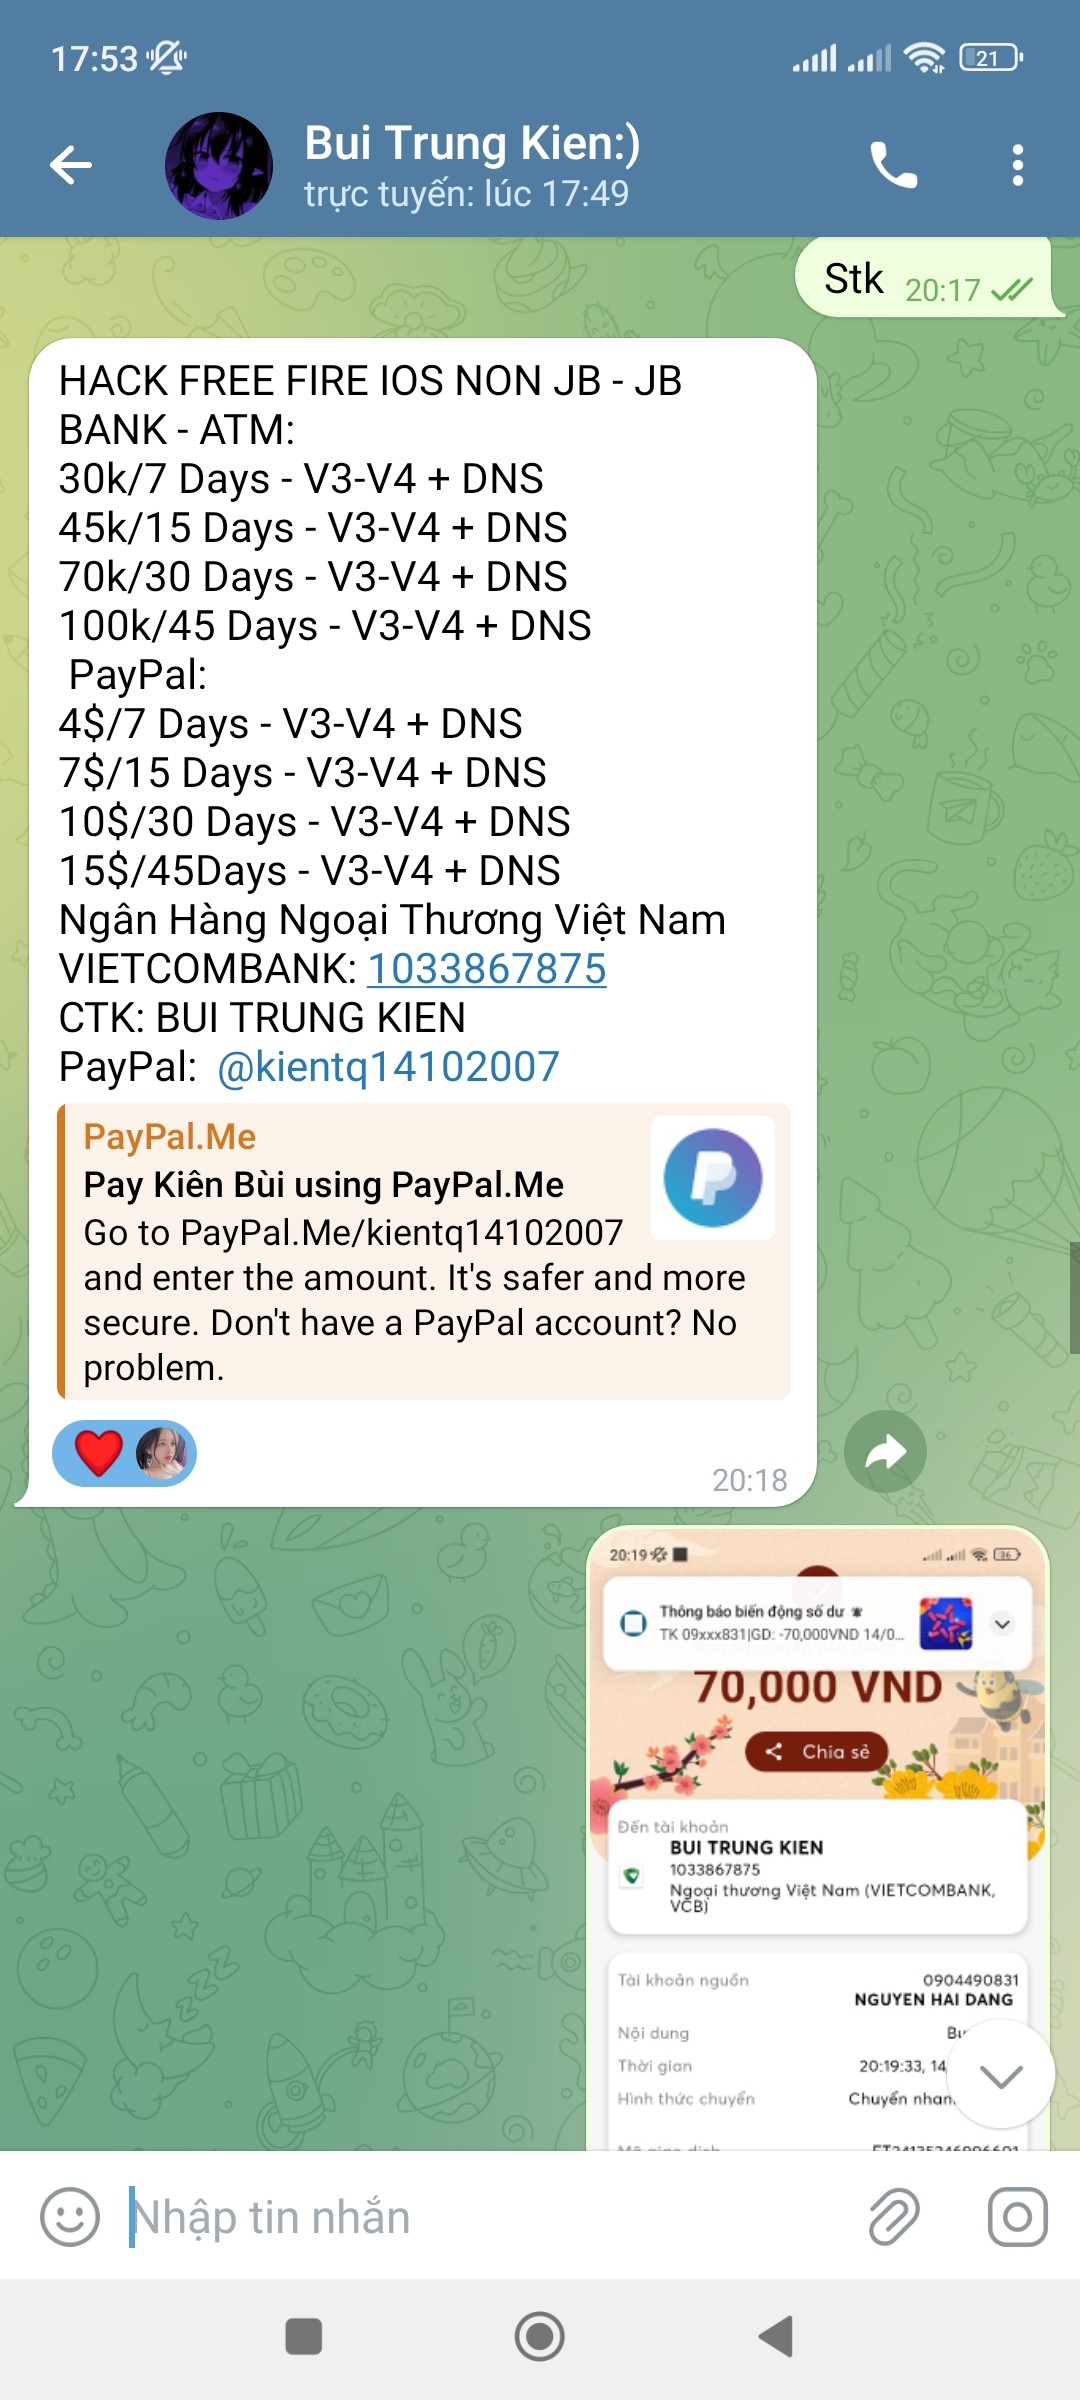 17:53
21
Bui Trung Kien:)
trực tuyến: lúc 17:49
Stk 20:17
HACK FREE FIRE IOS NON JB - JB
BANK - ATM:
30k/7 Days - V3-V4 + DNS
45k/15 Days - V3-V4 + DNS
70k/30 Days - V3-V4 + DNS
100k/45 Days - V3-V4 + DNS
PayPal:
4$/7 Days - V3-V4 + DNS
7$/15 Days - V3-V4 + DNS
10$/30 Days - V3-V4 + DNS
15$/45Days - V3-V4 + DNS
Ngân Hàng Ngoại Thương Việt Nam
VIETCOMBANK: 1033867875
CTK: BUI TRUNG KIEN
PayPal: @kientq14102007
PayPal.Me
Pay Kiên Bùi using PayPal.Me
Go to PayPal.Me/kientq14102007
and enter the amount. It's safer and more
secure. Don't have a PayPal account? No
problem.
20:18
20:19
36
Thông báo biến động số dư
TK 09xxx831|GD: -70,000VND 14/0...
70,000 VND
Chia sẻ
Đến tài khoản
BUI TRUNG KIEN
1033867875
Ngoại thương Việt Nam (VIETCOMBANK,
VCB)
Tài khoản nguồn 0904490831
NGUYEN HAI DANG
Nội dung
Thời gian 20:19:33, 14
Hình thức chuyển Chuyển nhan
Nhập tin nhắn